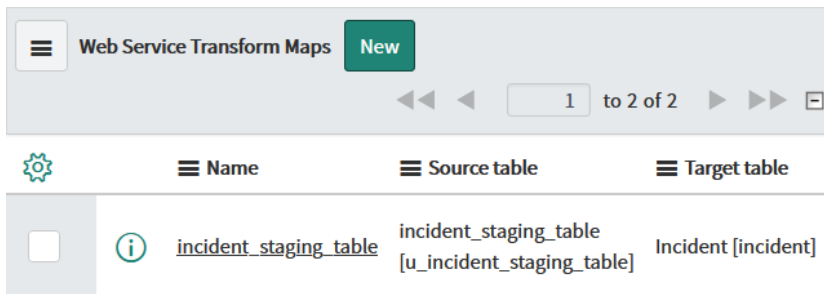 Web Service Transform Maps New
1 to 2 of 2
Name Source table Target table
incident_staging_table incident_staging_table Incident [incident]
[u_incident_staging_table]